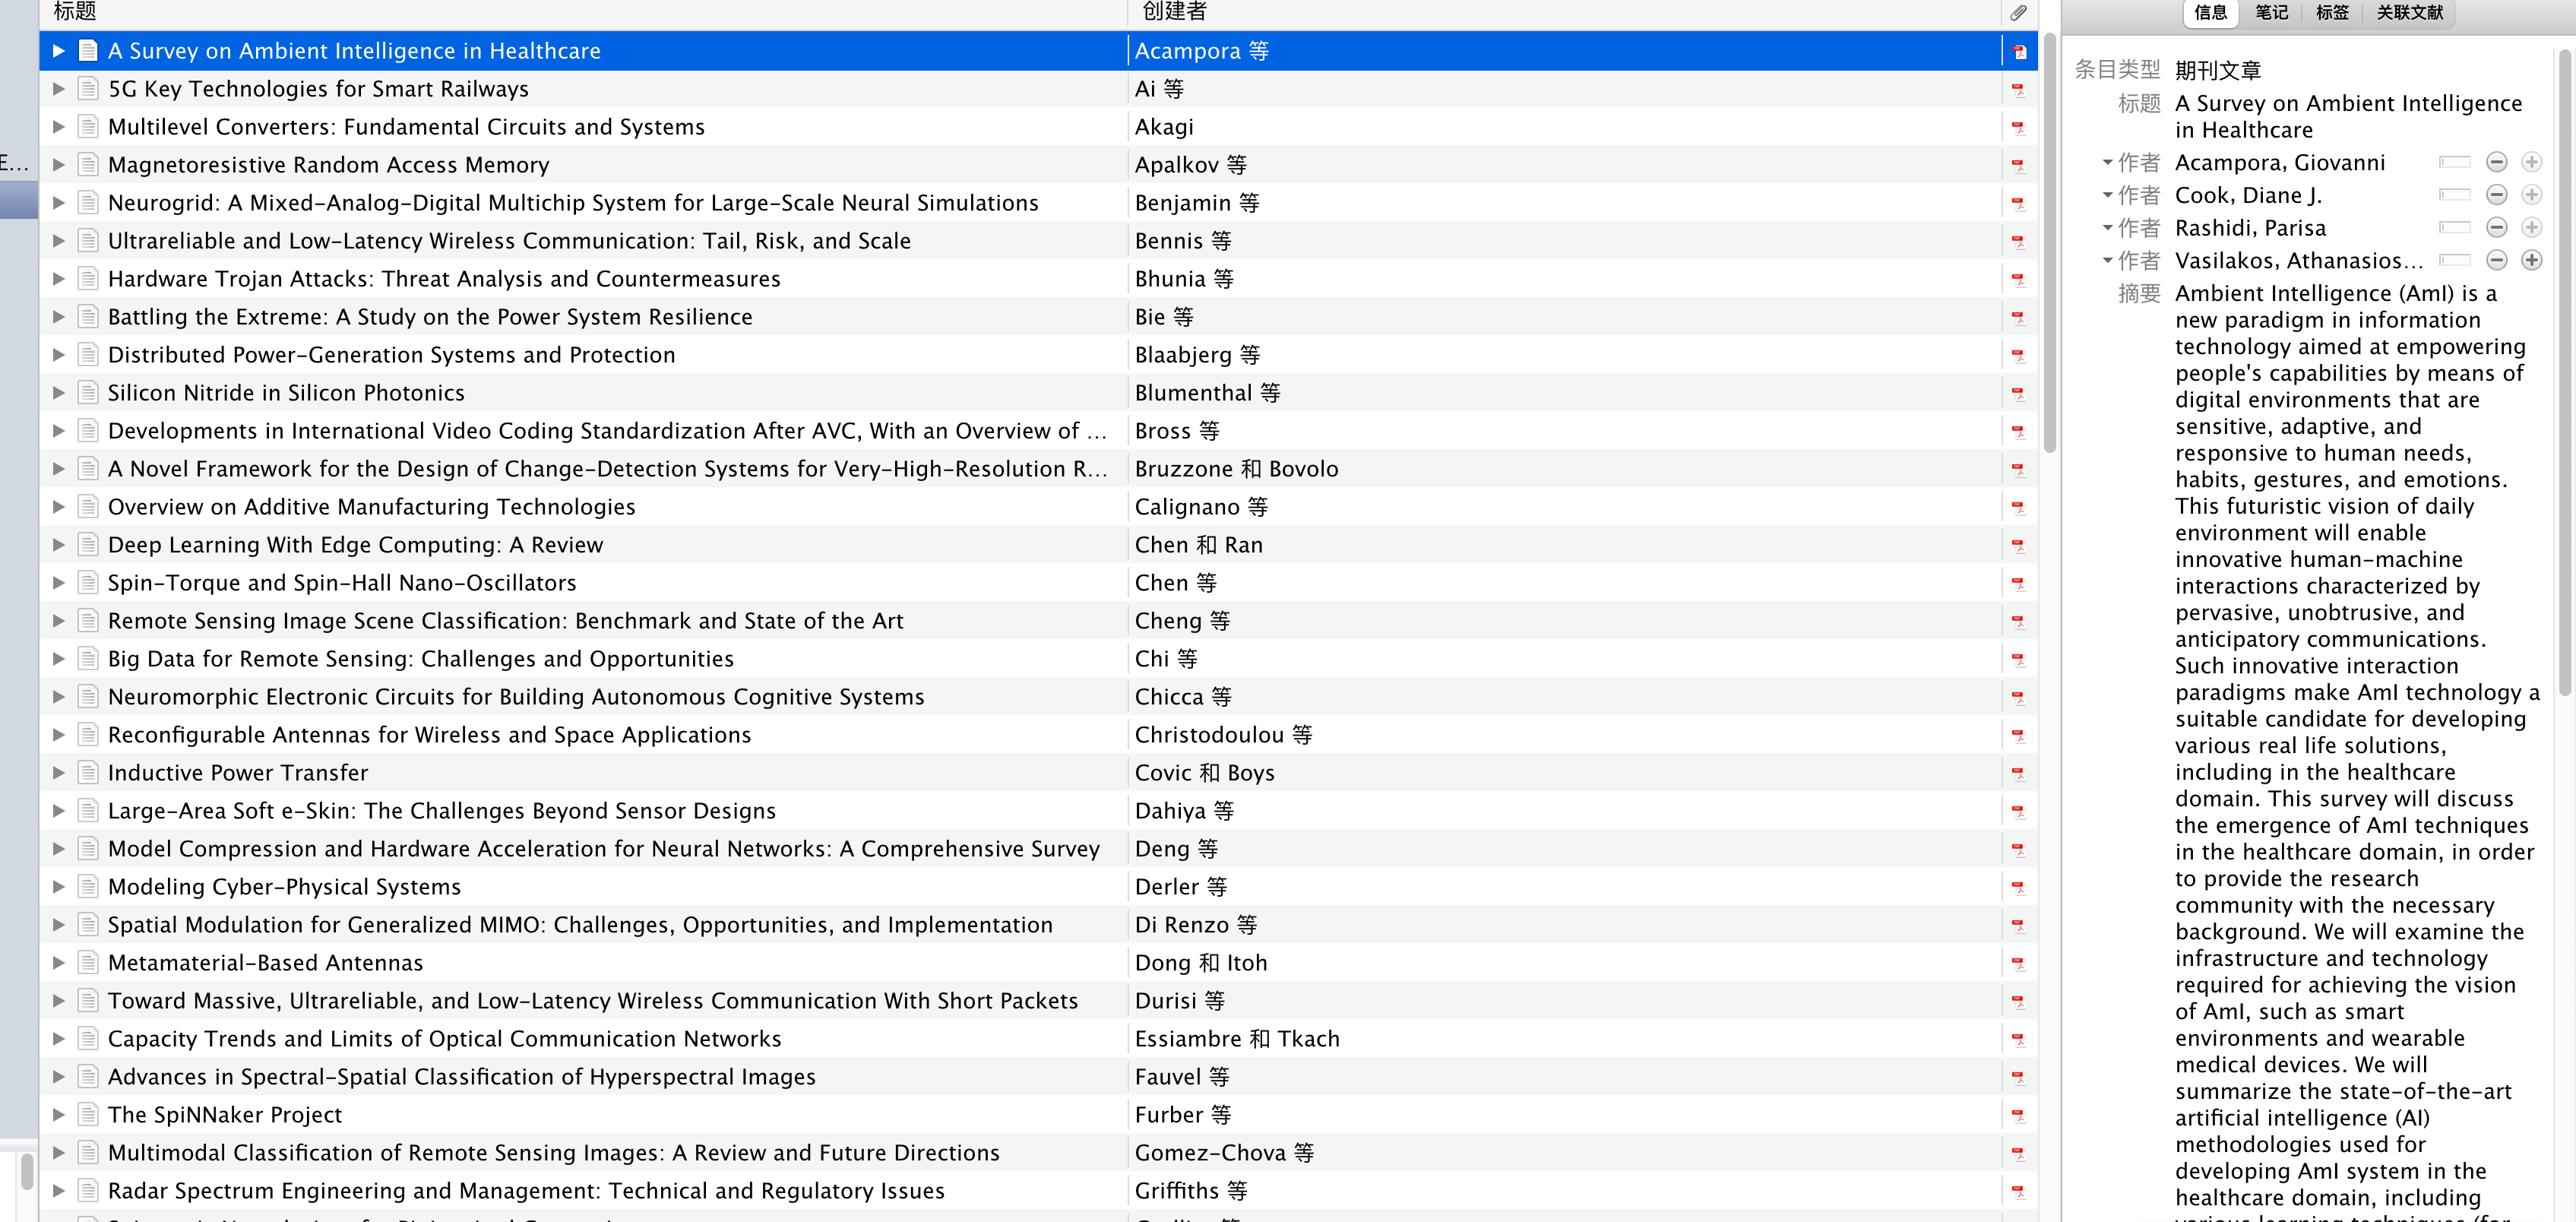 标题 创建者
A Survey on Ambient Intelligence in Healthcare Acampora 等
5G Key Technologies for Smart Railways Ai 等
Multilevel Converters: Fundamental Circuits and Systems Akagi
Magnetoresistive Random Access Memory Apalkov 等
Neurogrid: A Mixed-Analog-Digital Multichip System for Large-Scale Neural Simulations Benjamin 等
Ultrareliable and Low-Latency Wireless Communication: Tail, Risk, and Scale Bennis 等
Hardware Trojan Attacks: Threat Analysis and Countermeasures Bhunia 等
Battling the Extreme: A Study on the Power System Resilience Bie 等
Distributed Power-Generation Systems and Protection Blaabjerg 等
Silicon Nitride in Silicon Photonics Blumenthal 等
Developments in International Video Coding Standardization After AVC, With an Overview of ... Bross 等
A Novel Framework for the Design of Change-Detection Systems for Very-High-Resolution R... Bruzzone 和 Bovolo
Overview on Additive Manufacturing Technologies Calignano 等
Deep Learning With Edge Computing: A Review Chen 和 Ran
Spin-Torque and Spin-Hall Nano-Oscillators Chen 等
Remote Sensing Image Scene Classification: Benchmark and State of the Art Cheng 等
Big Data for Remote Sensing: Challenges and Opportunities Chi 等
Neuromorphic Electronic Circuits for Building Autonomous Cognitive Systems Chicca 等
Reconfigurable Antennas for Wireless and Space Applications Christodoulou 等
Inductive Power Transfer Covic 和 Boys
Large-Area Soft e-Skin: The Challenges Beyond Sensor Designs Dahiya 等
Model Compression and Hardware Acceleration for Neural Networks: A Comprehensive Survey Deng 等
Modeling Cyber-Physical Systems Derler 等
Spatial Modulation for Generalized MIMO: Challenges, Opportunities, and Implementation Di Renzo 等
Metamaterial-Based Antennas Dong 和 Itoh
Toward Massive, Ultrareliable, and Low-Latency Wireless Communication With Short Packets Durisi 等
Capacity Trends and Limits of Optical Communication Networks Essiambre 和 Tkach
Advances in Spectral-Spatial Classification of Hyperspectral Images Fauvel 等
The SpiNNaker Project Furber 等
Multimodal Classification of Remote Sensing Images: A Review and Future Directions Gomez-Chova 等
Radar Spectrum Engineering and Management: Technical and Regulatory Issues Griffiths 等
E...
信息 笔记 标签 关联文献
条目类型 期刊文章
标题 A Survey on Ambient Intelligence
in Healthcare
作者 Acampora, Giovanni
作者 Cook, Diane J.
作者 Rashidi, Parisa
作者 Vasilakos, Athanasios...
摘要 Ambient Intelligence (AmI) is a
new paradigm in information
technology aimed at empowering
people's capabilities by means of
digital environments that are
sensitive, adaptive, and
responsive to human needs,
habits, gestures, and emotions.
This futuristic vision of daily
environment will enable
innovative human-machine
interactions characterized by
pervasive, unobtrusive, and
anticipatory communications.
Such innovative interaction
paradigms make AmI technology a
suitable candidate for developing
various real life solutions,
including in the healthcare
domain. This survey will discuss
the emergence of AmI techniques
in the healthcare domain, in order
to provide the research
community with the necessary
background. We will examine the
infrastructure and technology
required for achieving the vision
of AmI, such as smart
environments and wearable
medical devices. We will
summarize the state-of-the-art
artificial intelligence (AI)
methodologies used for
developing AmI system in the
healthcare domain, including